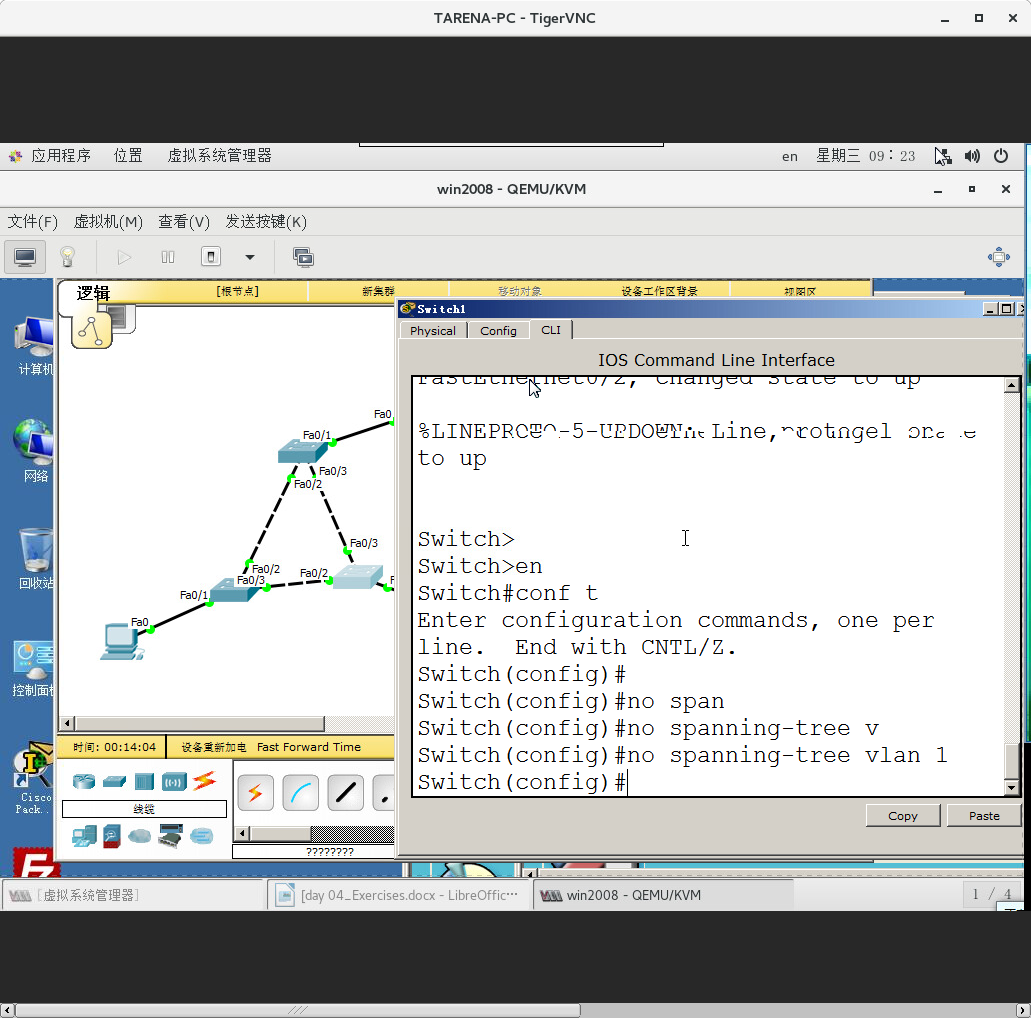 TARENA-PC - TigerVNC
应用程序 位置 虚拟系统管理器 en 星期三 09：23
win2008 - QEMU/KVM
文件(F) 虚拟机(M) 查看(V) 发送按键(K)
逻辑 [根节点] 新集群 移动对象 设备工作区背景 视图区
Switch1
Physical Config CLI
IOS Command Line Interface
FastEthernet0/2, changed state to up
%LINEPROTO-5-UPDOWN: Line
to up
Switch>
Switch>en
Switch#conf t
Enter configuration commands, one per
line.  End with CNTL/Z.
Switch(config)#
Switch(config)#no span
Switch(config)#no spanning-tree v
Switch(config)#no spanning-tree vlan 1
Switch(config)#
Copy Paste
计算机
网络
回收站
控制面板
Cisco
Pack..
Fa0
Fa0/1
Fa0/3
Fa0/2
Fa0/3
Fa0/2
Fa0/3
Fa0/2
Fa0/1
Fa0
时间: 00:14:04 设备重新加电 Fast Forward Time
线缆
????????
[虚拟系统管理器] [day 04_Exercises.docx - LibreOffic… win2008 - QEMU/KVM 1 / 4